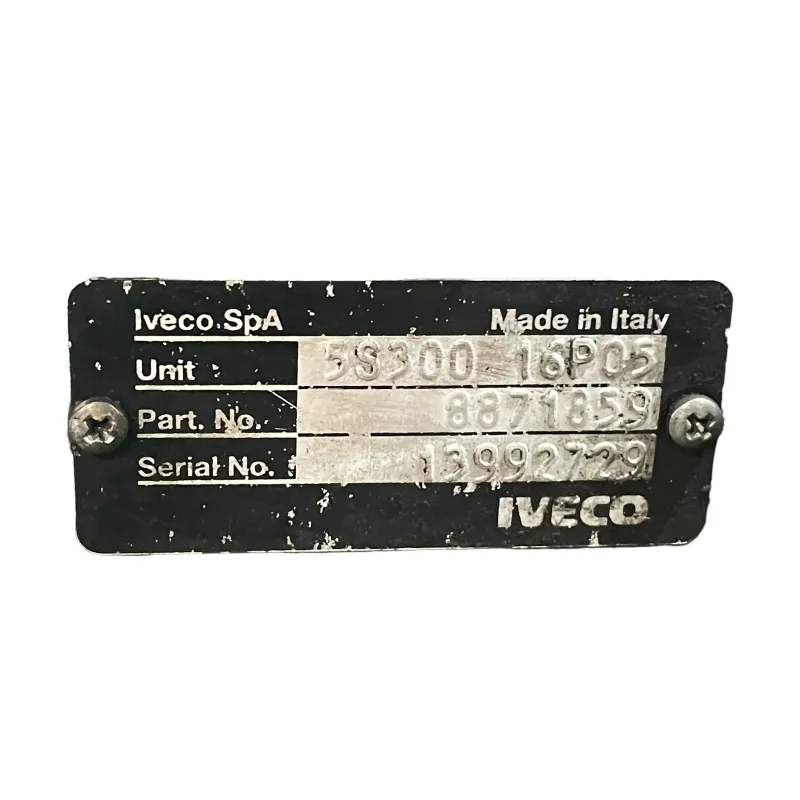 Iveco SpA Made in Italy
Unit 5S300 16P05
Part. No. 8871859
Serial No. 13992729
IVECO